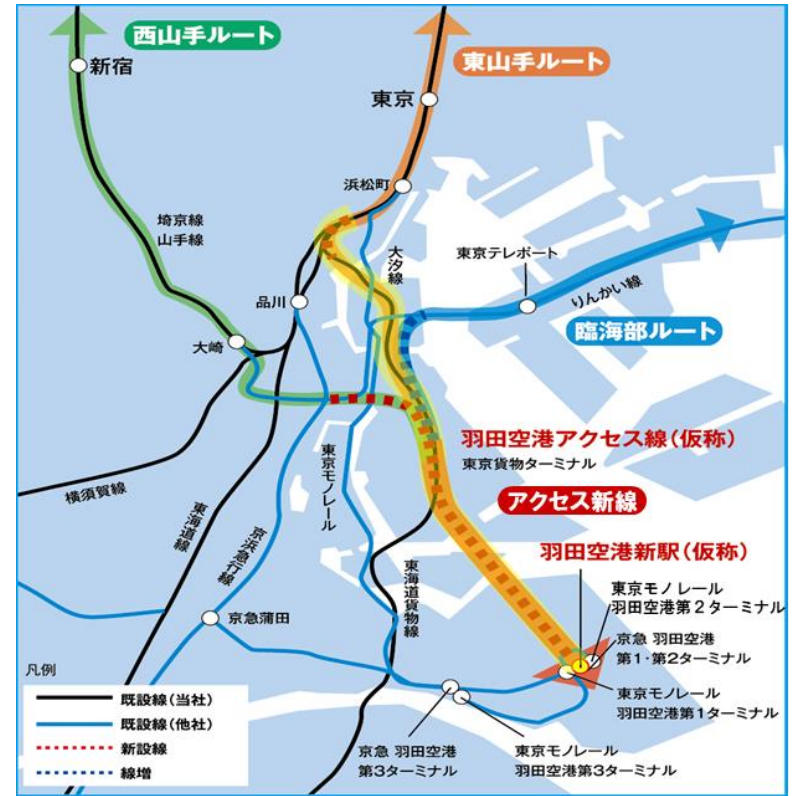 西山手ルート
東山手ルート
新宿
東京
浜松町
埼京線
山手線
大汐線
東京テレポート
りんかい線
品川
臨海部ルート
大崎
羽田空港アクセス線(仮称)
東京貨物ターミナル
横須賀線
東海道線
京浜急行線
東京モノレール
東海道貨物線
アクセス新線
羽田空港新駅(仮称)
東京モノレール
羽田空港第2ターミナル
京急蒲田
京急 羽田空港
第1・第2ターミナル
東京モノレール
羽田空港第1ターミナル
京急 羽田空港
第3ターミナル
東京モノレール
羽田空港第3ターミナル
凡例
既設線(当社)
既設線(他社)
新設線
線増